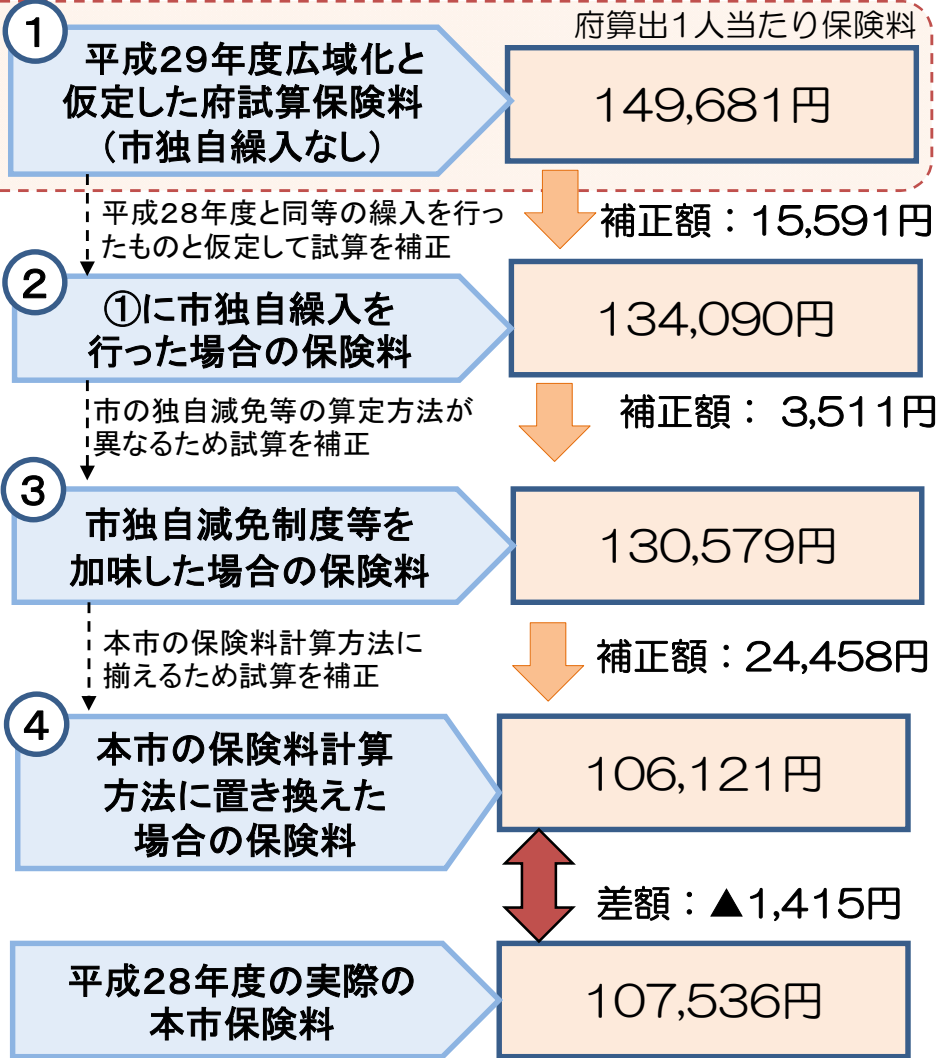 府算出1人当たり保険料
①
平成29年度広域化と
仮定した府試算保険料
(市独自繰入なし)
149,681円
平成28年度と同等の繰入を行っ
たものと仮定して試算を補正
補正額：15,591円
②
①に市独自繰入を
行った場合の保険料
134,090円
市の独自減免等の算定方法が
異なるため試算を補正
補正額： 3,511円
③
市独自減免制度等を
加味した場合の保険料
130,579円
本市の保険料計算方法に
揃えるため試算を補正
補正額：24,458円
④
本市の保険料計算
方法に置き換えた
場合の保険料
106,121円
差額：▲1,415円
平成28年度の実際の
本市保険料
107,536円